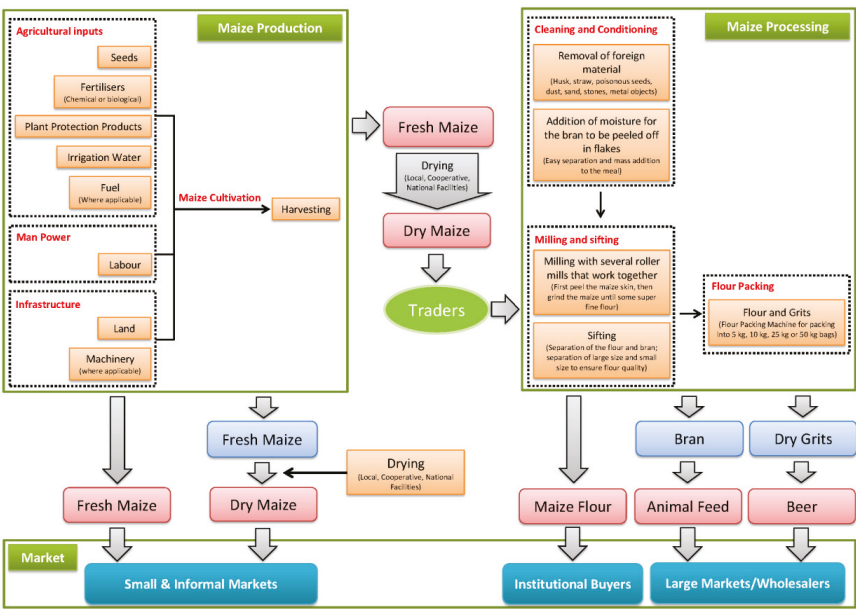 Maize Production
Agricultural inputs
Seeds
Fertilisers
(Chemical or biological)
Plant Protection Products
Irrigation Water
Fuel
(Where applicable)
Maize Cultivation
Harvesting
Man Power
Labour
Infrastructure
Land
Machinery
(where applicable)
Fresh Maize
Drying
(Local, Cooperative,
National Facilities)
Dry Maize
Traders
Maize Processing
Cleaning and Conditioning
Removal of foreign
material
(Husk, straw, poisonous seeds,
dust, sand, stones, metal objects)
Addition of moisture for
the bran to be peeled off
in flakes
(Easy separation and mass addition
to the meal)
Milling and sifting
Milling with several roller
mills that work together
(First peel the maize skin, then
grind the maize until some super
fine flour)
Sifting
(Separation of the flour and bran;
separation of large size and small
size to ensure flour quality)
Flour Packing
Flour and Grits
(Flour Packing Machine for packing
into 5 kg, 10 kg, 25 kg or 50 kg bags)
Fresh Maize
Bran
Dry Grits
Drying
(Local, Cooperative, National
Facilities)
Fresh Maize
Dry Maize
Maize Flour
Animal Feed
Beer
Market
Small & Informal Markets
Institutional Buyers
Large Markets/Wholesalers